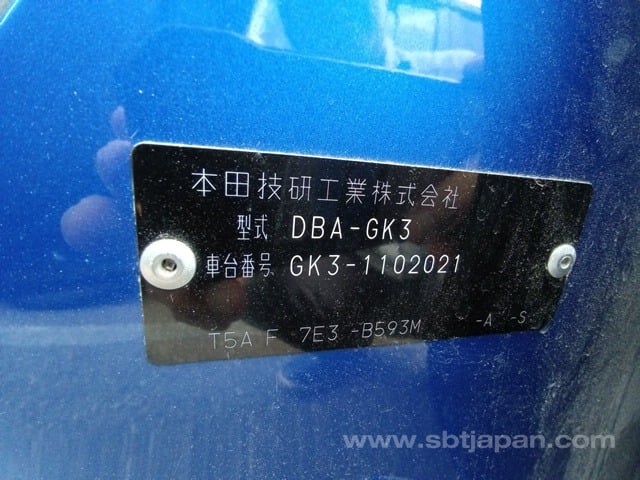 本田技研工業株式会社
型式 DBA-GK3
車台番号 GK3-1102021
T5A F 7E3 -B593M -A -S
www.sbtjapan.com